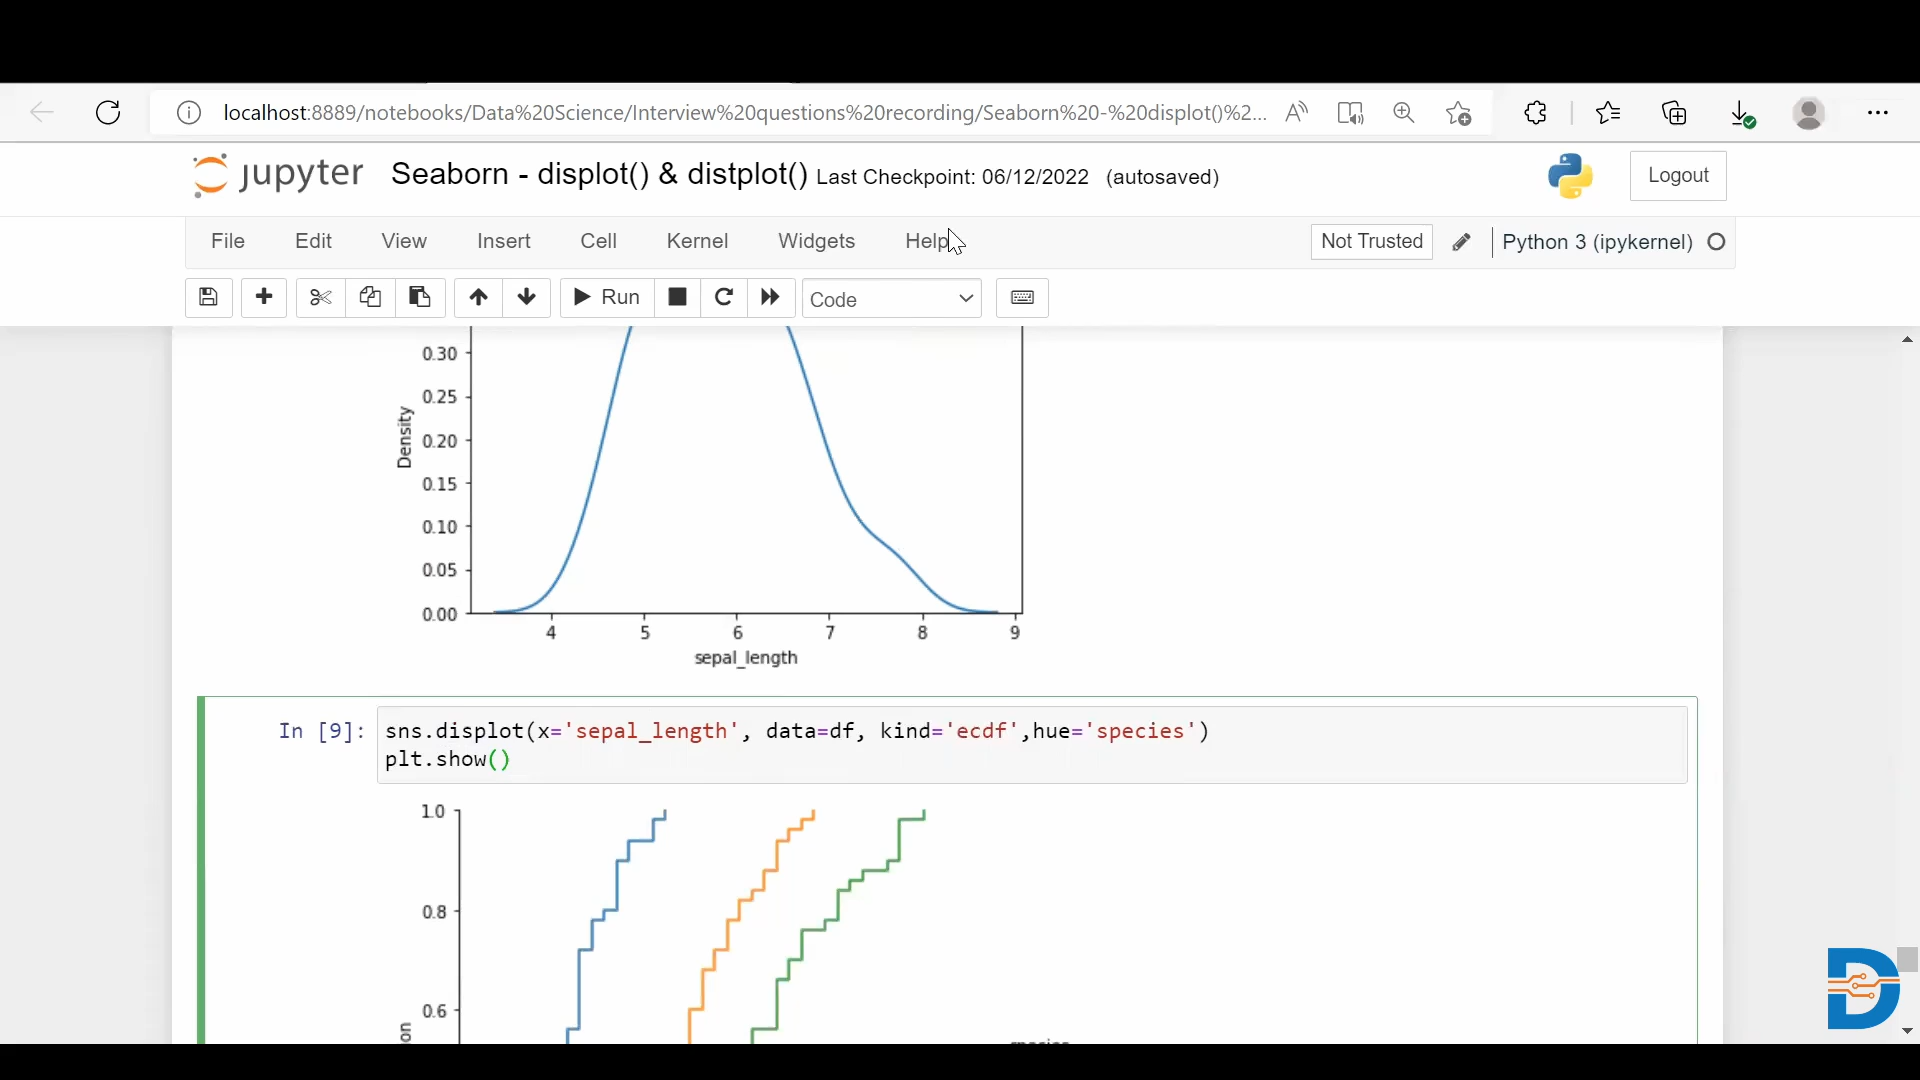 localhost:8889/notebooks/Data%20Science/Interview%20questions%20recording/Seaborn%20-%20displot()%2...
jupyter Seaborn - displot() & distplot() Last Checkpoint: 06/12/2022 (autosaved)
Logout
File Edit View Insert Cell Kernel Widgets Help
Not Trusted Python 3 (ipykernel)
Run Code
0.30
0.25
0.20
0.15
0.10
0.05
0.00
Density
4 5 6 7 8 9
sepal_length
In [9]: sns.displot(x='sepal_length', data=df, kind='ecdf',hue='species')
plt.show()
1.0
0.8
0.6